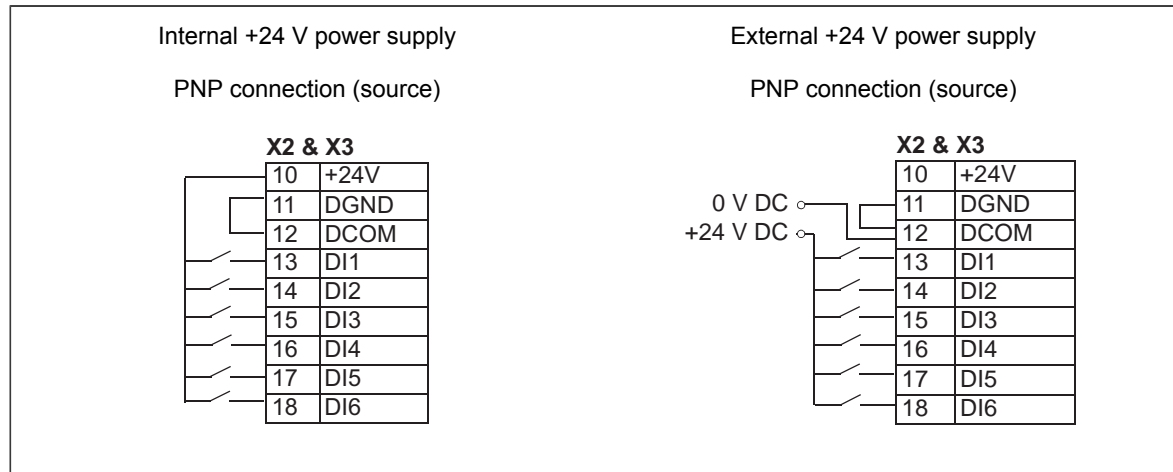 Internal +24 V power supply
PNP connection (source)
X2 & X3
10 +24V
11 DGND
12 DCOM
13 DI1
14 DI2
15 DI3
16 DI4
17 DI5
18 DI6
External +24 V power supply
PNP connection (source)
X2 & X3
0 V DC
+24 V DC
10 +24V
11 DGND
12 DCOM
13 DI1
14 DI2
15 DI3
16 DI4
17 DI5
18 DI6